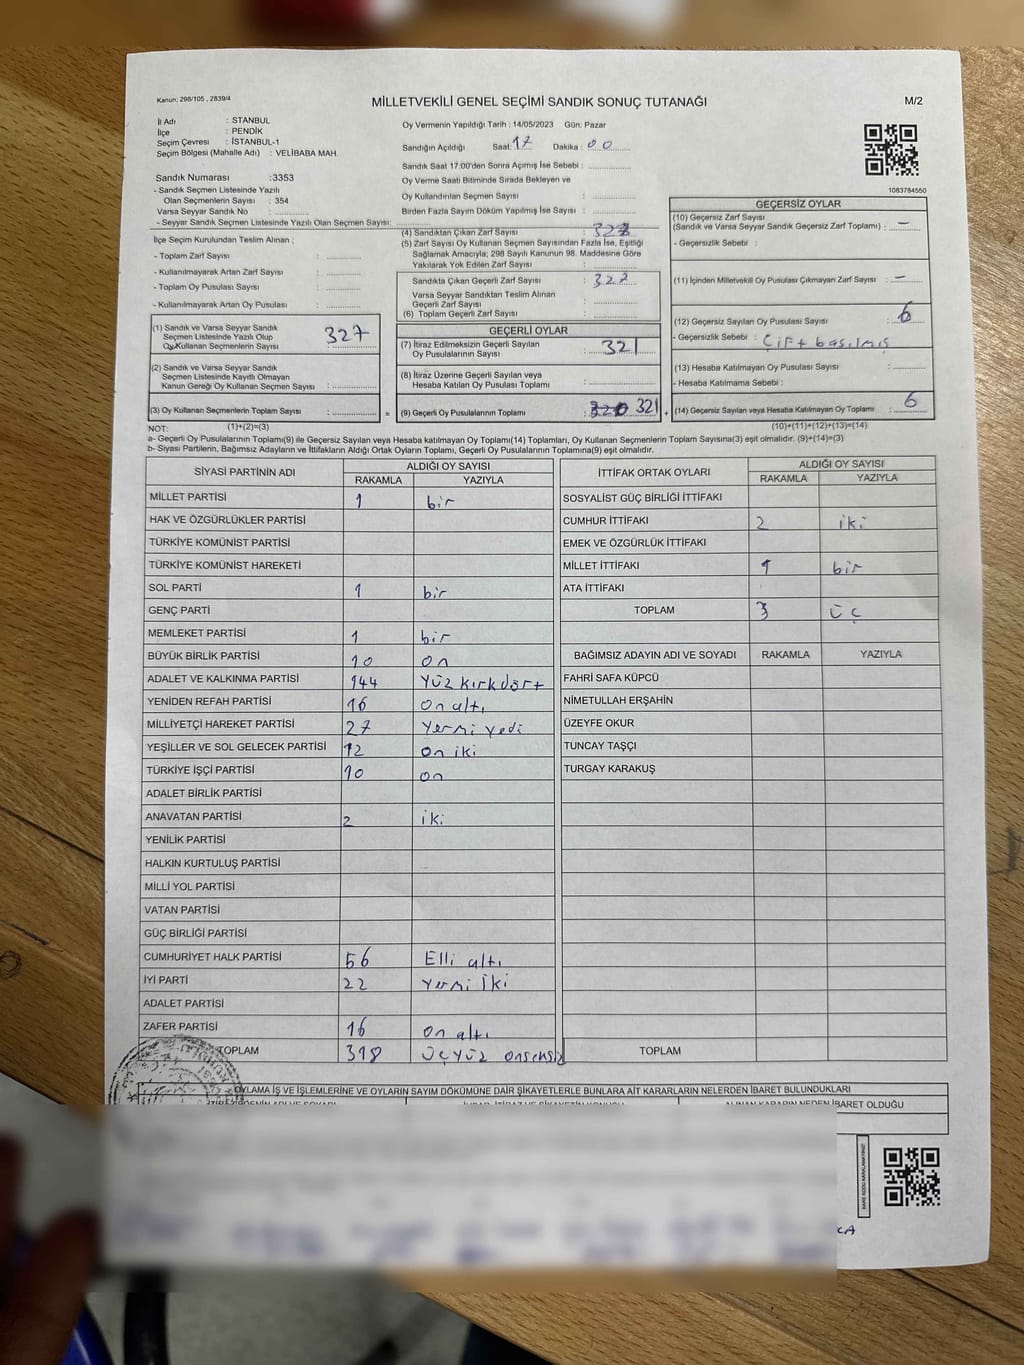 Kanun: 298/105 , 2839/4
MİLLETVEKİLİ GENEL SEÇİMİ SANDIK SONUÇ TUTANAĞI
M/2
İl Adı : STANBUL
İlçe : PENDİK
Seçim Çevresi : İSTANBUL-1
Seçim Bölgesi (Mahalle Adı) : VELİBABA MAH.
Sandık Numarası :3353
- Sandık Seçmen Listesinde Yazılı
Olan Seçmenlerin Sayısı : 354
Varsa Seyyar Sandık No : ..............
- Seyyar Sandık Seçmen Listesinde Yazılı Olan Seçmen Sayısı: ..............
İlçe Seçim Kurulundan Teslim Alınan ;
- Toplam Zarf Sayısı : ..............
- Kullanılmayarak Artan Zarf Sayısı : ..............
- Toplam Oy Pusulası Sayısı : ..............
- Kullanılmayarak Artan Oy Pusulası : ..............
(1) Sandık ve Varsa Seyyar Sandık
Seçmen Listesinde Yazılı Olup
Oy Kullanan Seçmenlerin Sayısı 327
(2) Sandık ve Varsa Seyyar Sandık
Seçmen Listesinde Kayıtlı Olmayan
Kanun Gereği Oy Kullanan Seçmen Sayısı : ..............
(3) Oy Kullanan Seçmenlerin Toplam Sayısı : .............. =
Oy Vermenin Yapıldığı Tarih : 14/05/2023 Gün: Pazar
Sandığın Açıldığı Saat: 17 Dakika : 00
Sandık Saat 17:00'den Sonra Açımış İse Sebebi : ..............
Oy Verme Saati Bitiminde Sırada Bekleyen ve
Oy Kullandırılan Seçmen Sayısı : ..............
Birden Fazla Sayım Döküm Yapılmış İse Sayısı : ..............
(4) Sandıktan Çıkan Zarf Sayısı : 327
(5) Zarf Sayısı Oy Kullanan Seçmen Sayısından Fazla İse, Eşitliği
Sağlamak Amacıyla; 298 Sayılı Kanunun 98. Maddesine Göre
Yakılarak Yok Edilen Zarf Sayısı : ..............
Sandıkta Çıkan Geçerli Zarf Sayısı : 327
Varsa Seyyar Sandıktan Teslim Alınan
Geçerli Zarf Sayısı : ..............
(6) Toplam Geçerli Zarf Sayısı : ..............
GEÇERLİ OYLAR
(7) İtiraz Edilmeksizin Geçerli Sayılan
Oy Pusulalarının Sayısı : 321
(8) İtiraz Üzerine Geçerli Sayılan veya
Hesaba Katılan Oy Pusulası Toplamı : ..............
(9) Geçerli Oy Pusulalarının Toplamı : 321 +
1083784550
GEÇERSİZ OYLAR
(10) Geçersiz Zarf Sayısı
(Sandık ve Varsa Seyyar Sandık Geçersiz Zarf Toplamı) : –
- Geçersizlik Sebebi :
(11) İçinden Milletvekili Oy Pusulası Çıkmayan Zarf Sayısı : –
(12) Geçersiz Sayılan Oy Pusulası Sayısı : 6
- Geçersizlik Sebebi : Çift basılmış
(13) Hesaba Katılmayan Oy Pusulası Sayısı : ..............
- Hesaba Katılmama Sebebi :
(14) Geçersiz Sayılan veya Hesaba Katılmayan Oy Toplamı : 6
NOT: (1)+(2)=(3) (10)+(11)+(12)+(13)=(14)
a- Geçerli Oy Pusulalarının Toplamı(9) ile Geçersiz Sayılan veya Hesaba katılmayan Oy Toplamı(14) Toplamları, Oy Kullanan Seçmenlerin Toplam Sayısına(3) eşit olmalıdır. (9)+(14)=(3)
b- Siyasi Partilerin, Bağımsız Adayların ve İttifakların Aldığı Ortak Oyların Toplamı, Geçerli Oy Pusulalarının Toplamına(9) eşit olmalıdır.
SİYASİ PARTİNİN ADI ALDIĞI OY SAYISI
RAKAMLA YAZIYLA
MİLLET PARTİSİ 1 bir
HAK VE ÖZGÜRLÜKLER PARTİSİ
TÜRKİYE KOMÜNİST PARTİSİ
TÜRKİYE KOMÜNİST HAREKETİ
SOL PARTİ 1 bir
GENÇ PARTİ
MEMLEKET PARTİSİ 1 bir
BÜYÜK BİRLİK PARTİSİ 10 on
ADALET VE KALKINMA PARTİSİ 144 Yüz kırk dört
YENİDEN REFAH PARTİSİ 16 on altı
MİLLİYETÇİ HAREKET PARTİSİ 27 Yermi yedi
YEŞİLLER VE SOL GELECEK PARTİSİ 12 on iki
TÜRKİYE İŞÇİ PARTİSİ 10 on
ADALET BİRLİK PARTİSİ
ANAVATAN PARTİSİ 2 iki
YENİLİK PARTİSİ
HALKIN KURTULUŞ PARTİSİ
MİLLİ YOL PARTİSİ
VATAN PARTİSİ
GÜÇ BİRLİĞİ PARTİSİ
CUMHURİYET HALK PARTİSİ 56 Elli altı
İYİ PARTİ 22 Yermi İki
ADALET PARTİSİ
ZAFER PARTİSİ 16 on altı
TOPLAM 318 üçyüz onsensiz
İTTİFAK ORTAK OYLARI ALDIĞI OY SAYISI
RAKAMLA YAZIYLA
SOSYALİST GÜÇ BİRLİĞİ İTTİFAKI
CUMHUR İTTİFAKI 2 iki
EMEK VE ÖZGÜRLÜK İTTİFAKI
MİLLET İTTİFAKI 1 bir
ATA İTTİFAKI
TOPLAM 3 üç
BAĞIMSIZ ADAYIN ADI VE SOYADI RAKAMLA YAZIYLA
FAHRİ SAFA KÜPCÜ
NİMETULLAH ERŞAHİN
ÜZEYFE OKUR
TUNCAY TAŞÇI
TURGAY KARAKUŞ
TOPLAM
OYLAMA İŞ VE İŞLEMLERİNE VE OYLARIN SAYIM DÖKÜMÜNE DAİR ŞİKAYETLERLE BUNLARA AİT KARARLARIN NELERDEN İBARET BULUNDUKLARI
ALINAN KARARIN NEDEN İBARET OLDUĞU